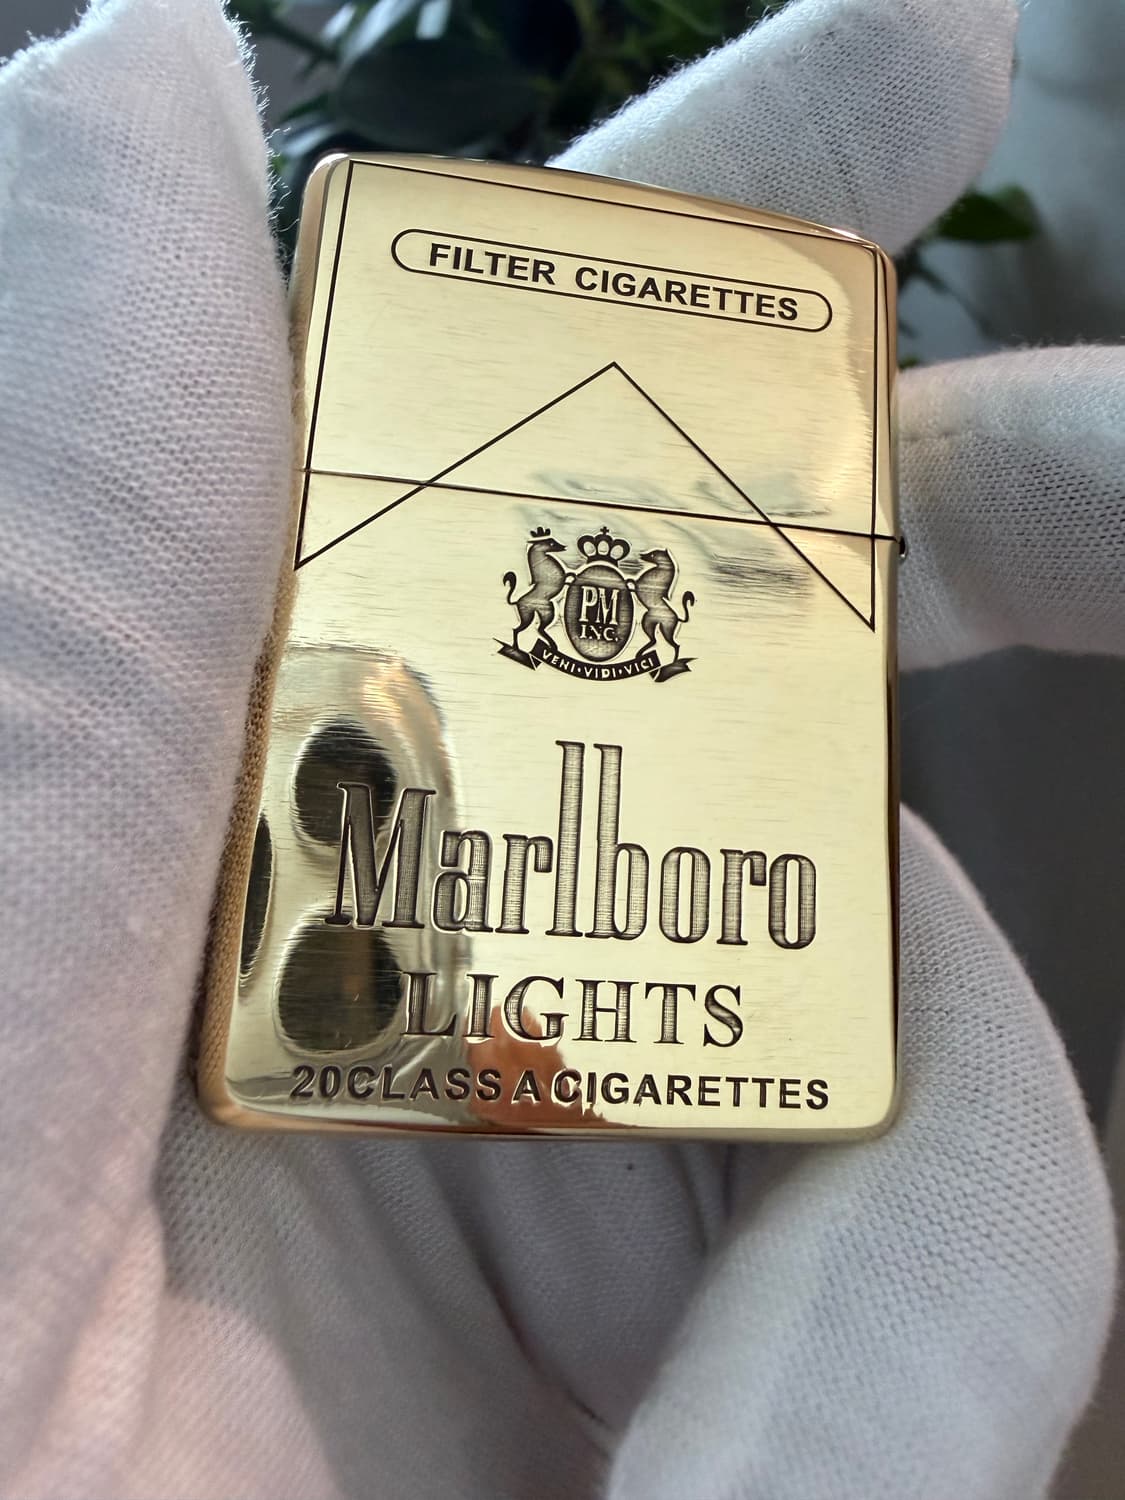 FILTER CIGARETTES
PM
INC.
VENI·VIDI·VICI
Marlboro
LIGHTS
20CLASS A CIGARETTES